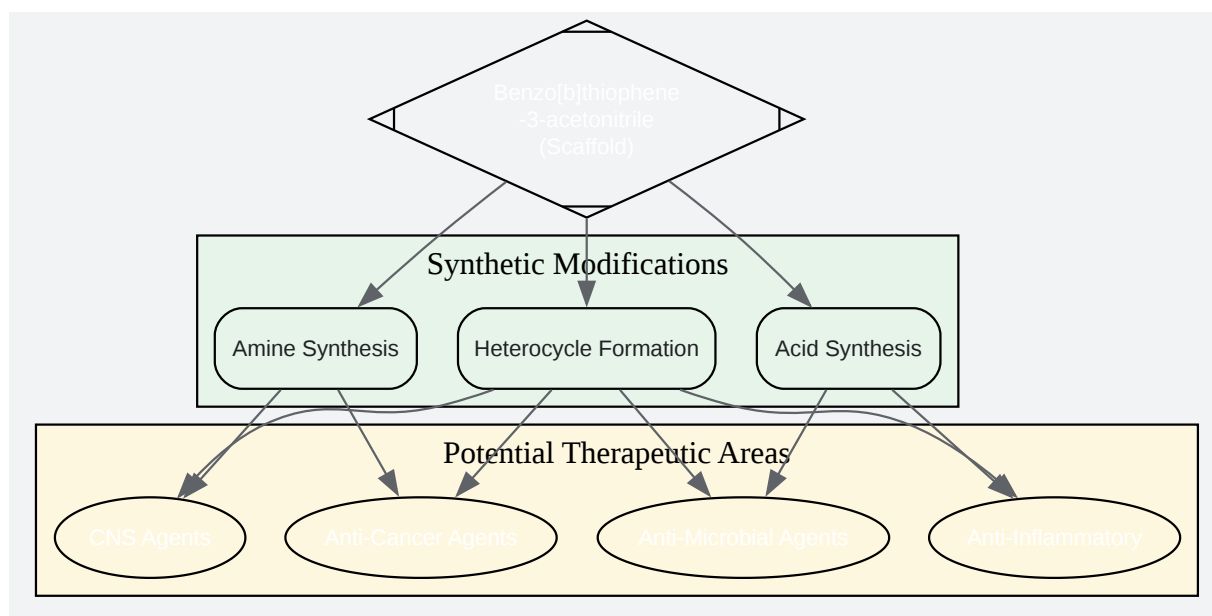 Benzo[b]thiophene
-3-acetonitrile
(Scaffold)
Synthetic Modifications
Amine Synthesis
Heterocycle Formation
Acid Synthesis
Potential Therapeutic Areas
CNS Agents
Anti-Cancer Agents
Anti-Microbial Agents
Anti-Inflammatory